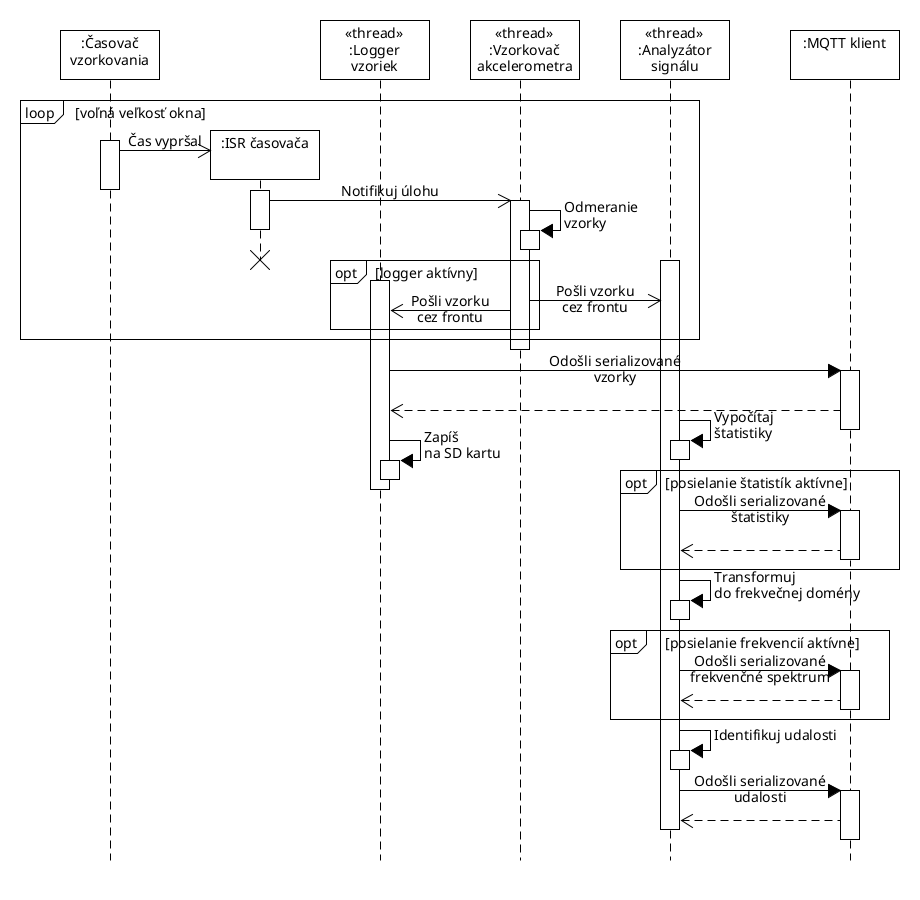 :Časovač
vzorkovania
«thread»
:Logger
vzoriek
«thread»
:Vzorkovač
akcelerometra
«thread»
:Analyzátor
signálu
:MQTT klient
loop
[voľná veľkosť okna]
Čas vypršal
:ISR časovača
Notifikuj úlohu
Odmeranie
vzorky
opt
[logger aktívny]
Pošli vzorku
cez frontu
Pošli vzorku
cez frontu
Odošli serializované
vzorky
Vypočítaj
štatistiky
Zapíš
na SD kartu
opt
[posielanie štatistík aktívne]
Odošli serializované
štatistiky
Transformuj
do frekvečnej domény
opt
[posielanie frekvencií aktívne]
Odošli serializované
frekvenčné spektrum
Identifikuj udalosti
Odošli serializované
udalosti